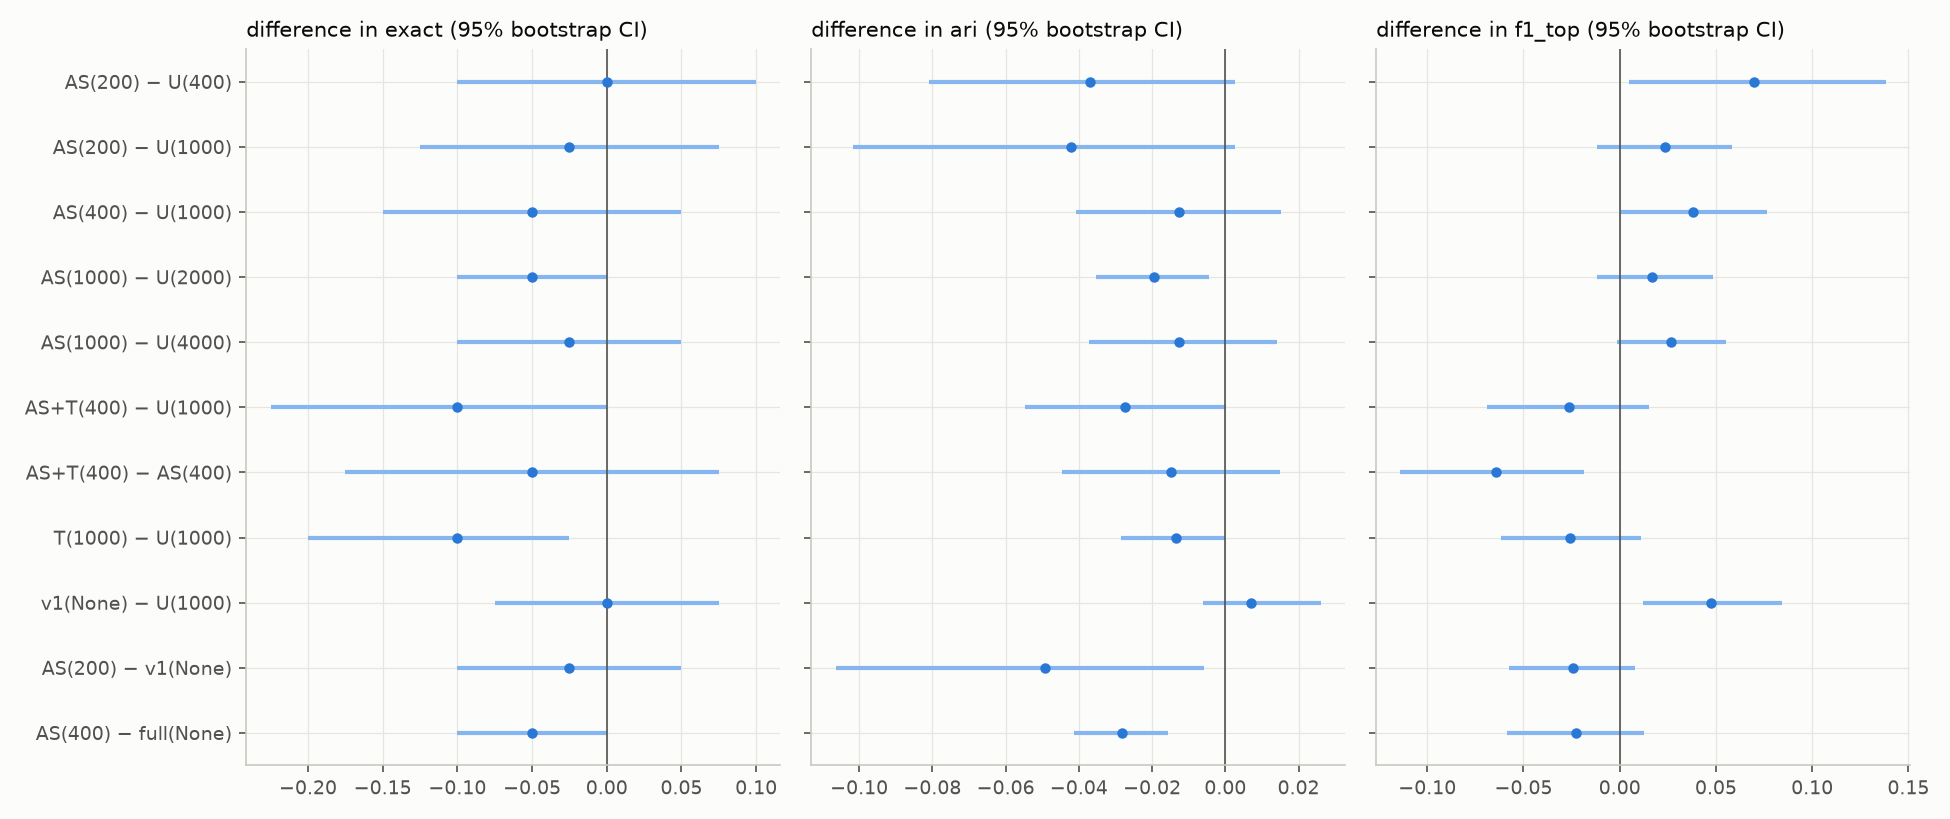 difference in exact (95% bootstrap CI)
difference in ari (95% bootstrap CI)
difference in f1_top (95% bootstrap CI)
AS(200) − U(400)
AS(200) − U(1000)
AS(400) − U(1000)
AS(1000) − U(2000)
AS(1000) − U(4000)
AS+T(400) − U(1000)
AS+T(400) − AS(400)
T(1000) − U(1000)
v1(None) − U(1000)
AS(200) − v1(None)
AS(400) − full(None)
−0.20 −0.15 −0.10 −0.05 0.00 0.05 0.10
−0.10 −0.08 −0.06 −0.04 −0.02 0.00 0.02
−0.10 −0.05 0.00 0.05 0.10 0.15